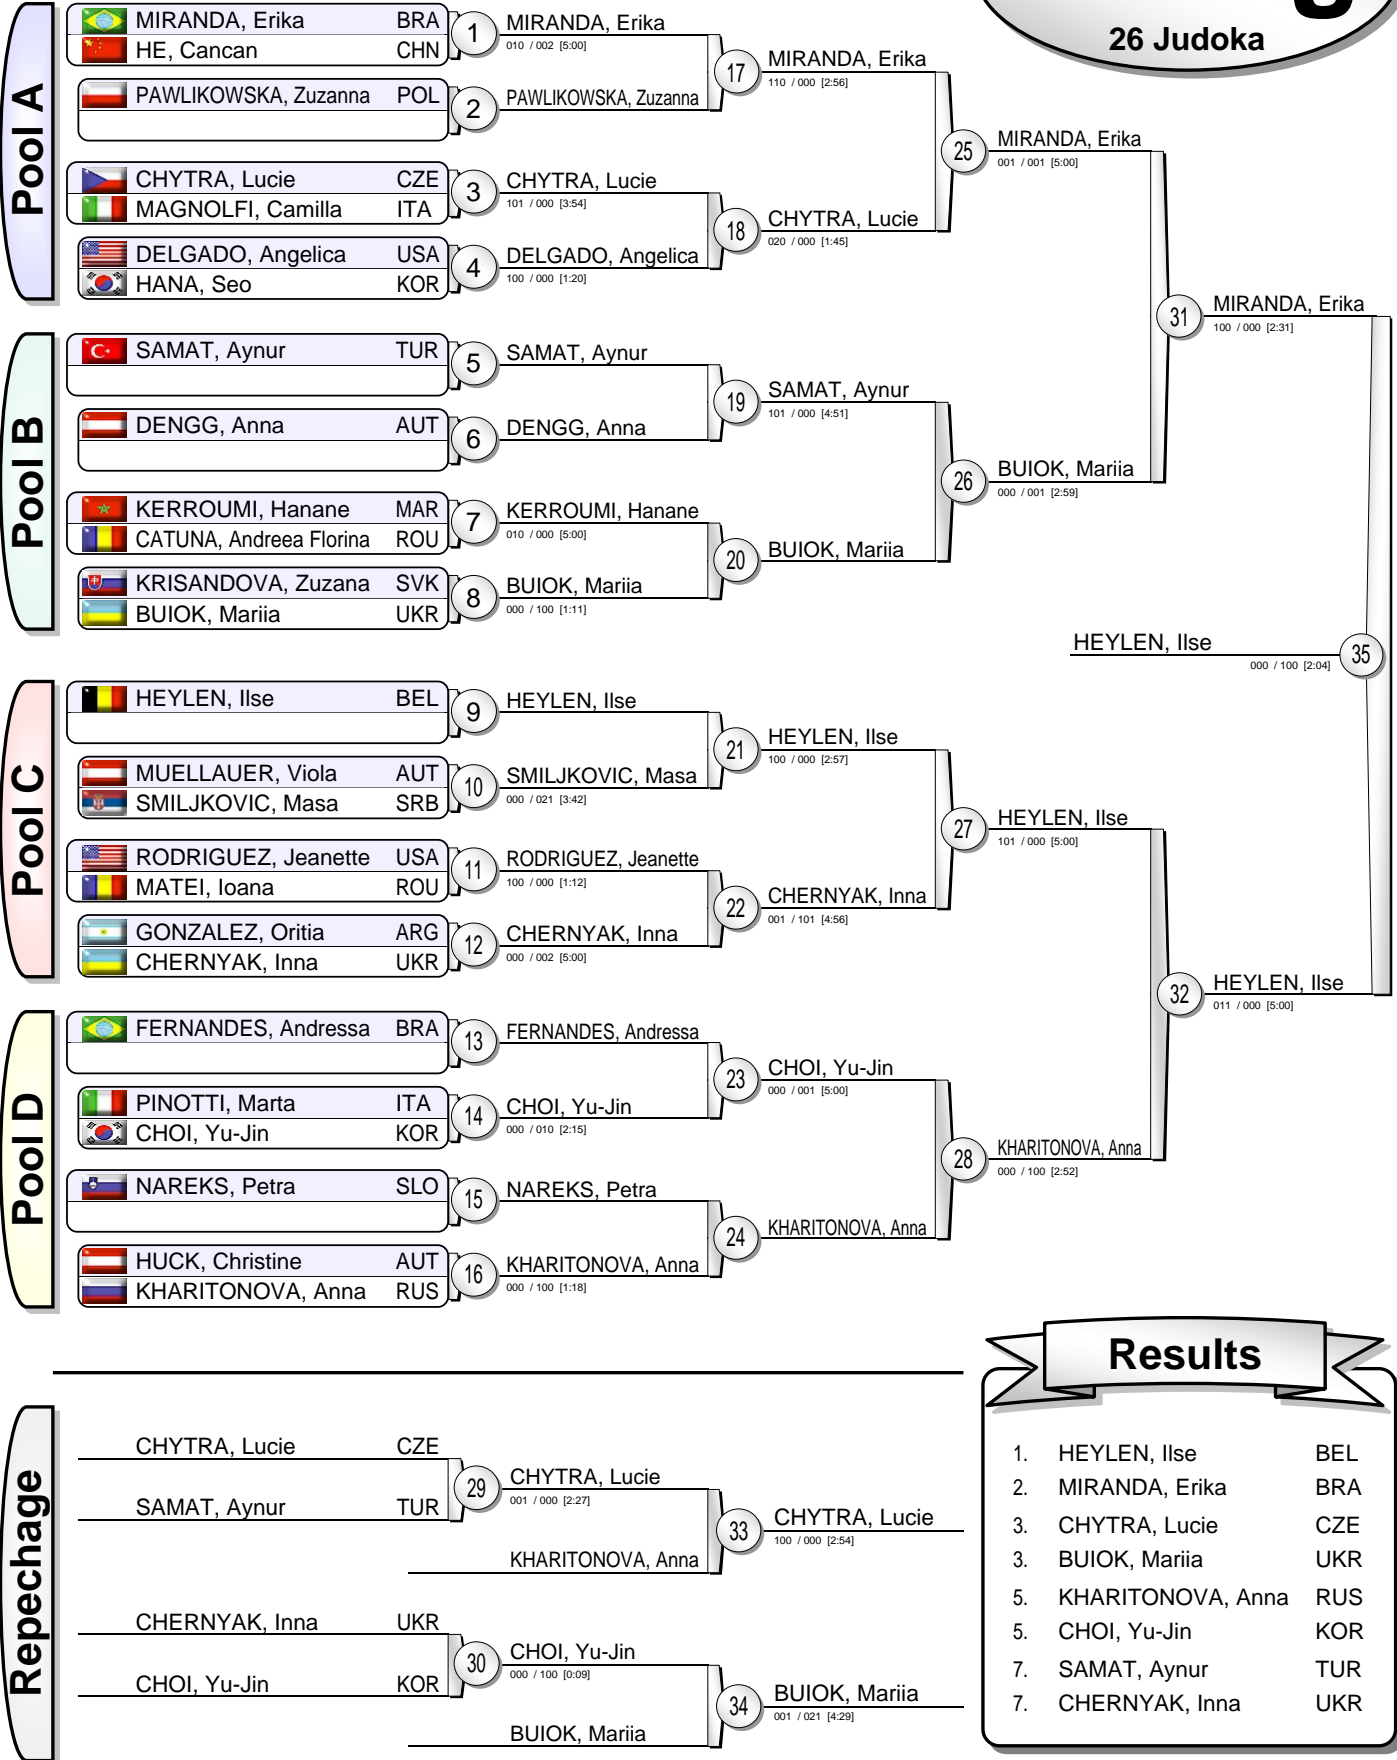 26 Judoka
Pool A
MIRANDA, Erika BRA
HE, Cancan CHN
1
MIRANDA, Erika
010 / 002 [5:00]
PAWLIKOWSKA, Zuzanna POL
2
PAWLIKOWSKA, Zuzanna
17
MIRANDA, Erika
110 / 000 [2:56]
CHYTRA, Lucie CZE
MAGNOLFI, Camilla ITA
3
CHYTRA, Lucie
101 / 000 [3:54]
DELGADO, Angelica USA
HANA, Seo KOR
4
DELGADO, Angelica
100 / 000 [1:20]
18
CHYTRA, Lucie
020 / 000 [1:45]
25
MIRANDA, Erika
001 / 001 [5:00]
Pool B
SAMAT, Aynur TUR
5
SAMAT, Aynur
DENGG, Anna AUT
6
DENGG, Anna
19
SAMAT, Aynur
101 / 000 [4:51]
KERROUMI, Hanane MAR
CATUNA, Andreea Florina ROU
7
KERROUMI, Hanane
010 / 000 [5:00]
KRISANDOVA, Zuzana SVK
BUIOK, Mariia UKR
8
BUIOK, Mariia
000 / 100 [1:11]
20
BUIOK, Mariia
26
BUIOK, Mariia
000 / 001 [2:59]
31
MIRANDA, Erika
100 / 000 [2:31]
HEYLEN, Ilse
000 / 100 [2:04]
35
Pool C
HEYLEN, Ilse BEL
9
HEYLEN, Ilse
MUELLAUER, Viola AUT
SMILJKOVIC, Masa SRB
10
SMILJKOVIC, Masa
000 / 021 [3:42]
21
HEYLEN, Ilse
100 / 000 [2:57]
RODRIGUEZ, Jeanette USA
MATEI, Ioana ROU
11
RODRIGUEZ, Jeanette
100 / 000 [1:12]
GONZALEZ, Oritia ARG
CHERNYAK, Inna UKR
12
CHERNYAK, Inna
000 / 002 [5:00]
22
CHERNYAK, Inna
001 / 101 [4:56]
27
HEYLEN, Ilse
101 / 000 [5:00]
Pool D
FERNANDES, Andressa BRA
13
FERNANDES, Andressa
PINOTTI, Marta ITA
CHOI, Yu-Jin KOR
14
CHOI, Yu-Jin
000 / 010 [2:15]
23
CHOI, Yu-Jin
000 / 001 [5:00]
NAREKS, Petra SLO
15
NAREKS, Petra
HUCK, Christine AUT
KHARITONOVA, Anna RUS
16
KHARITONOVA, Anna
000 / 100 [1:18]
24
KHARITONOVA, Anna
28
KHARITONOVA, Anna
000 / 100 [2:52]
32
HEYLEN, Ilse
011 / 000 [5:00]
Repechage
CHYTRA, Lucie CZE
SAMAT, Aynur TUR
29
CHYTRA, Lucie
001 / 000 [2:27]
KHARITONOVA, Anna
33
CHYTRA, Lucie
100 / 000 [2:54]
CHERNYAK, Inna UKR
CHOI, Yu-Jin KOR
30
CHOI, Yu-Jin
000 / 100 [0:09]
BUIOK, Mariia
34
BUIOK, Mariia
001 / 021 [4:29]
Results
1. HEYLEN, Ilse BEL
2. MIRANDA, Erika BRA
3. CHYTRA, Lucie CZE
3. BUIOK, Mariia UKR
5. KHARITONOVA, Anna RUS
5. CHOI, Yu-Jin KOR
7. SAMAT, Aynur TUR
7. CHERNYAK, Inna UKR